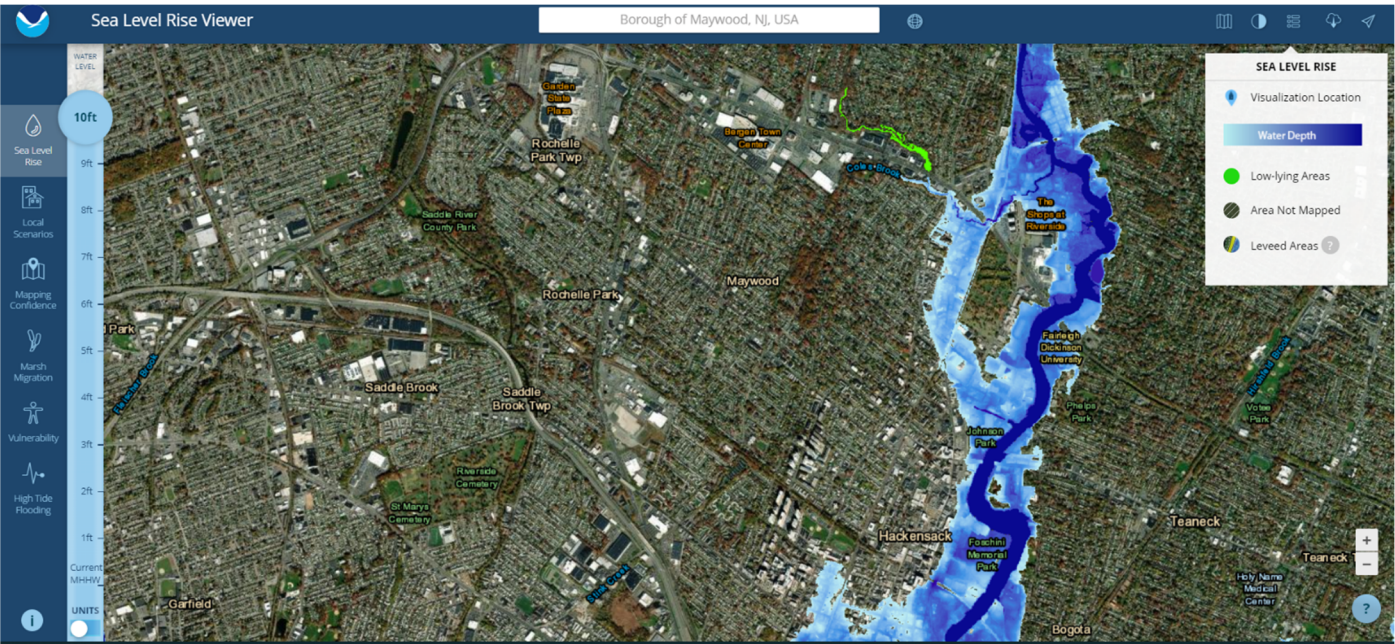 Sea Level Rise Viewer
Borough of Maywood, NJ, USA
WATER
LEVEL
10ft
9ft
8ft
7ft
6ft
5ft
4ft
3ft
2ft
1ft
Current
MHHW
UNITS
Sea Level
Rise
Local
Scenarios
Mapping
Confidence
Marsh
Migration
Vulnerability
High Tide
Flooding
i
SEA LEVEL RISE
Visualization Location
Water Depth
Low-lying Areas
Area Not Mapped
Leveed Areas ?
Garden
State
Plaza
Rochelle
Park Twp
Bergen Town
Center
Coles Brook
The
Shops at
Riverside
Saddle River
County Park
Maywood
Rochelle Park
d Park
Fairleigh
Dickinson
University
Saddle Brook
Saddle
Brook Twp
Phelps
Park
Votee
Park
Johnson
Park
Riverside
Cemetery
St Marys
Cemetery
Teaneck
Hackensack
Foschini
Memorial
Park
Teaneck T
Holy Name
Medical
Center
Garfield
Bogota
+
−
?